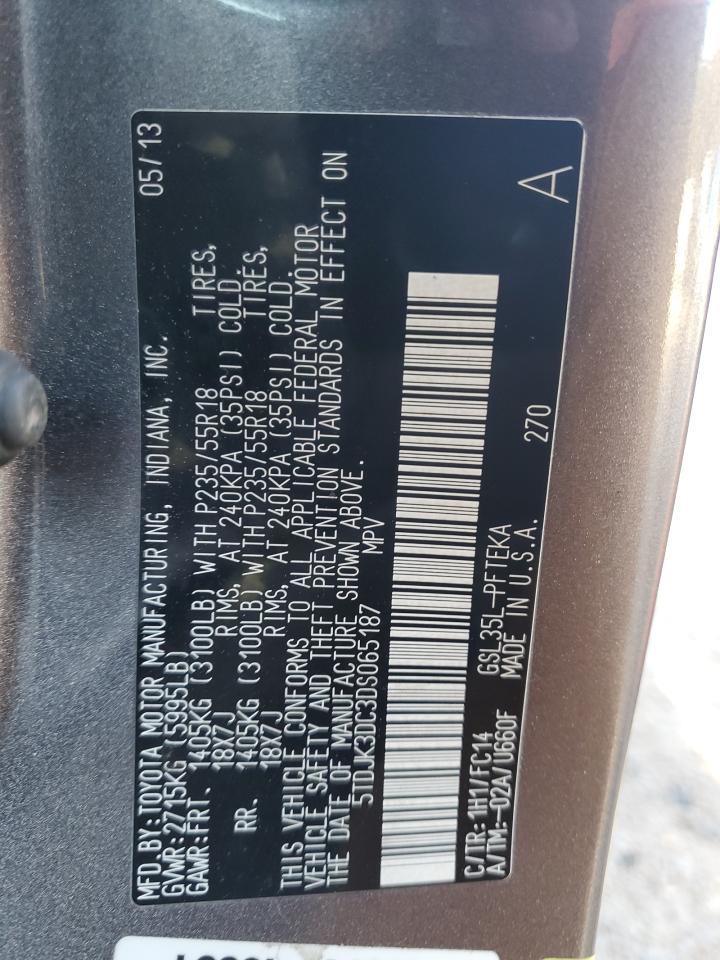 MFD.BY:TOYOTA MOTOR MANUFACTURING, INDIANA, INC. 05/13
GVWR:2715KG (5995LB)
GAWR:FRT. 1405KG (3100LB) WITH P235/55R18 TIRES,
18X7J RIMS, AT 240KPA (35PSI) COLD.
RR. 1405KG (3100LB) WITH P235/55R18 TIRES,
18X7J RIMS, AT 240KPA (35PSI) COLD.
THIS VEHICLE CONFORMS TO ALL APPLICABLE FEDERAL MOTOR
VEHICLE SAFETY AND THEFT PREVENTION STANDARDS IN EFFECT ON
THE DATE OF MANUFACTURE SHOWN ABOVE.
5TDJK3DC3DS065187 MPV
C/TR:1H1/FC14 GSL35L-PFTEKA 270 A
A/TM:-02A/U660F MADE IN U.S.A.